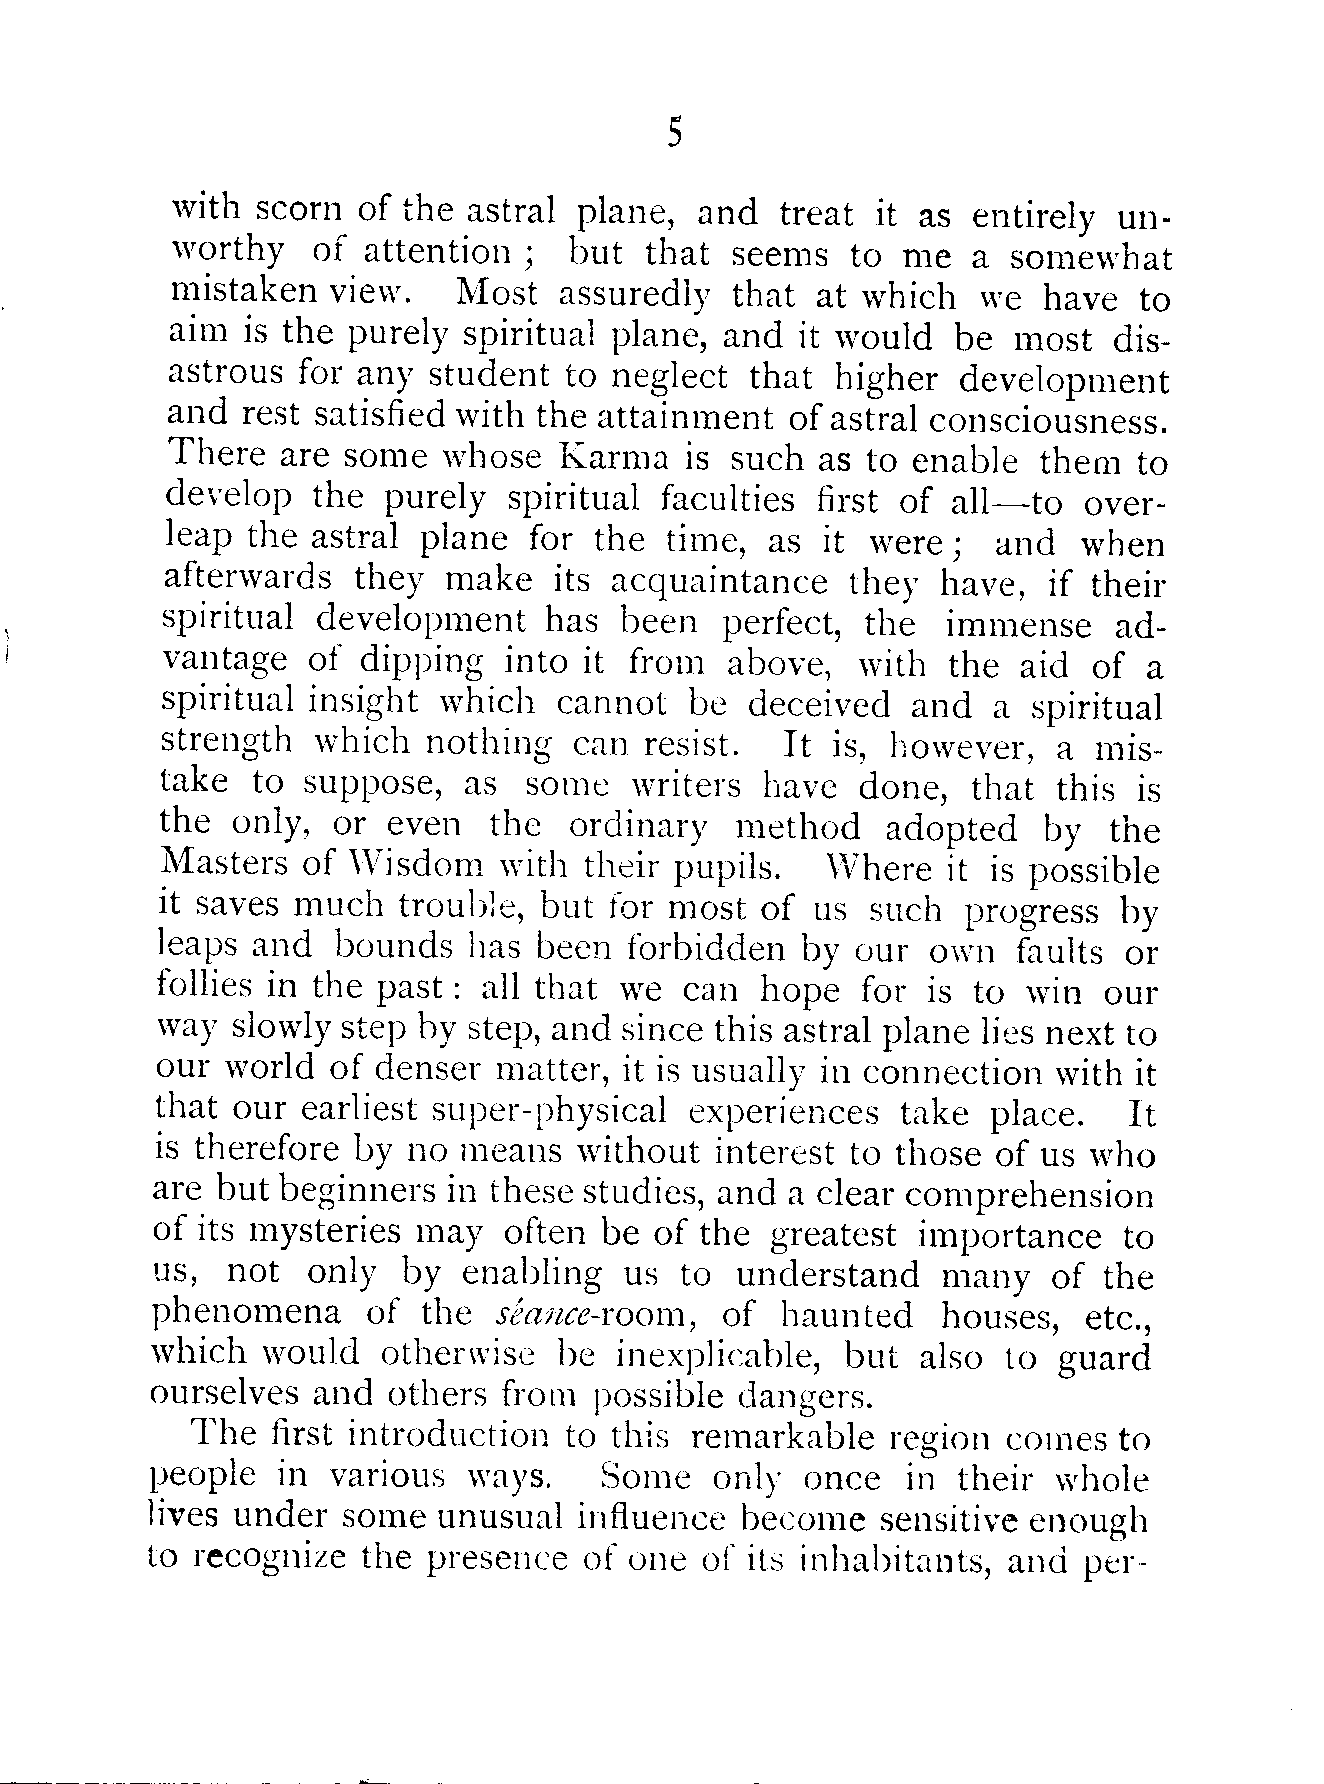 5
with scorn of the astral plane, and treat it as entirely un-
worthy of attention ; but that seems to me a somewhat
mistaken view. Most assuredly that at which we have to
aim is the purely spiritual plane, and it would be most dis-
astrous for any student to neglect that higher development
and rest satisfied with the attainment of astral consciousness.
There are some whose Karma is such as to enable them to
develop the purely spiritual faculties first of all—to over-
leap the astral plane for the time, as it were ; and when
afterwards they make its acquaintance they have, if their
spiritual development has been perfect, the immense ad-
vantage of dipping into it from above, with the aid of a
spiritual insight which cannot be deceived and a spiritual
strength which nothing can resist. It is, however, a mis-
take to suppose, as some writers have done, that this is
the only, or even the ordinary method adopted by the
Masters of Wisdom with their pupils. Where it is possible
it saves much trouble, but for most of us such progress by
leaps and bounds has been forbidden by our own faults or
follies in the past : all that we can hope for is to win our
way slowly step by step, and since this astral plane lies next to
our world of denser matter, it is usually in connection with it
that our earliest super-physical experiences take place. It
is therefore by no means without interest to those of us who
are but beginners in these studies, and a clear comprehension
of its mysteries may often be of the greatest importance to
us, not only by enabling us to understand many of the
phenomena of the séance-room, of haunted houses, etc.,
which would otherwise be inexplicable, but also to guard
ourselves and others from possible dangers.
The first introduction to this remarkable region comes to
people in various ways. Some only once in their whole
lives under some unusual influence become sensitive enough
to recognize the presence of one of its inhabitants, and per-